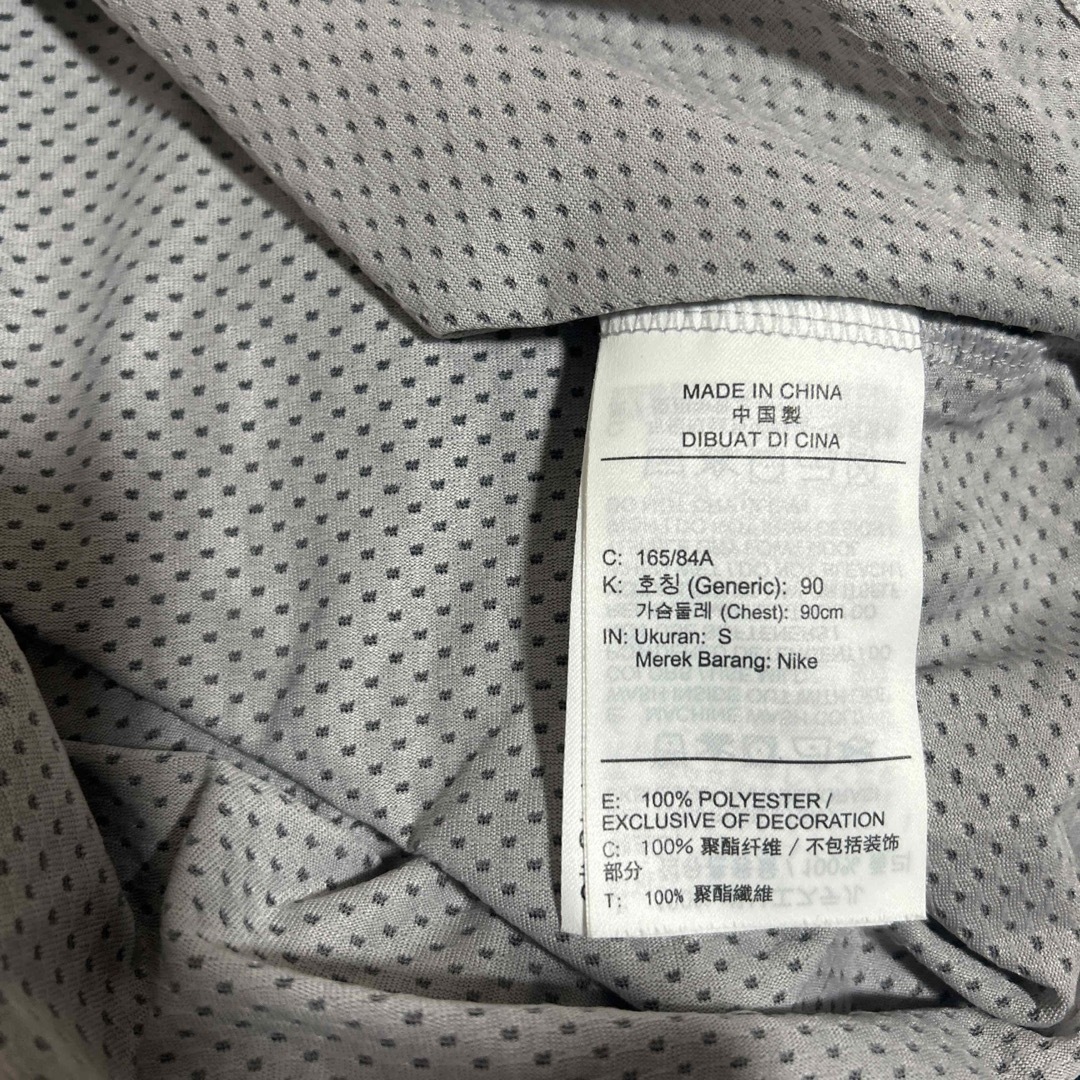 MADE IN CHINA
中国製
DIBUAT DI CINA
C: 165/84A
K: 호칭 (Generic): 90
가슴둘레 (Chest): 90cm
IN: Ukuran: S
Merek Barang: Nike
E: 100% POLYESTER /
EXCLUSIVE OF DECORATION
C: 100% 聚酯纤维 / 不包括装饰
部分
T: 100% 聚酯纖維